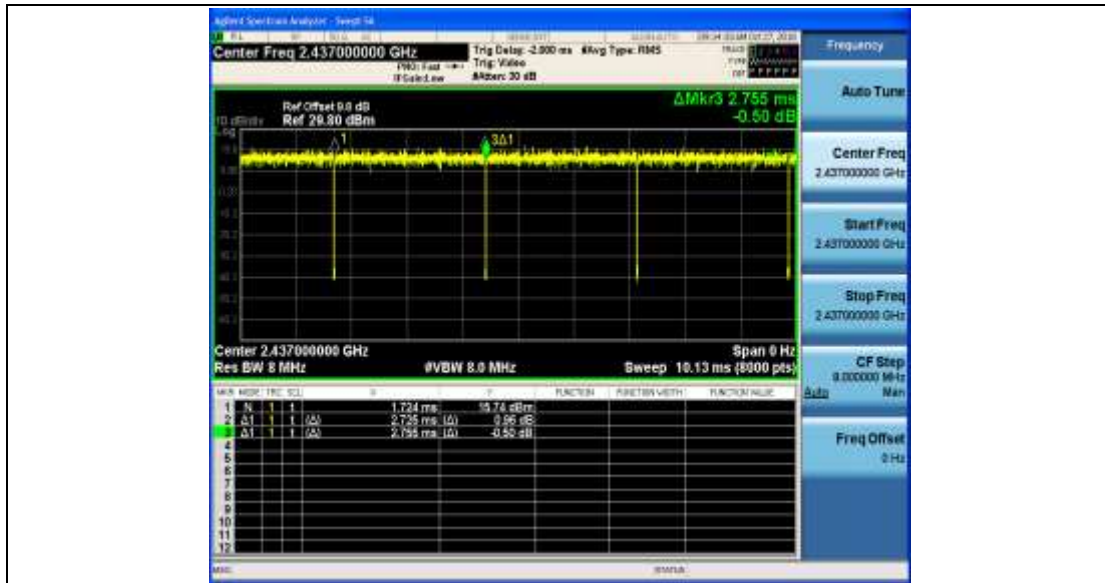 Agilent Spectrum Analyzer - Swept SA
Center Freq 2.437000000 GHz
PNO: Fast
IFGain:Low
Trig Delay: -2.000 ms
Trig: Video
#Atten: 30 dB
#Avg Type: RMS
Frequency
Auto Tune
ΔMkr3 2.755 ms
-0.50 dB
Ref Offset 9.8 dB
10 dB/div Ref 29.80 dBm
Log
1
3Δ1
Center Freq
2.437000000 GHz
Start Freq
2.437000000 GHz
Stop Freq
2.437000000 GHz
CF Step
8.000000 MHz
Auto Man
Freq Offset
0 Hz
Center 2.437000000 GHz
Span 0 Hz
Res BW 8 MHz
#VBW 8.0 MHz
Sweep 10.13 ms (8000 pts)
MKR MODE TRC SCL X Y FUNCTION FUNCTION WIDTH FUNCTION VALUE
1 N 1 t 1.724 ms 15.74 dBm
2 Δ1 1 t (Δ) 2.735 ms (Δ) 0.86 dB
3 Δ1 1 t (Δ) 2.755 ms (Δ) -0.50 dB
4
5
6
7
8
9
10
11
12
MSG
STATUS